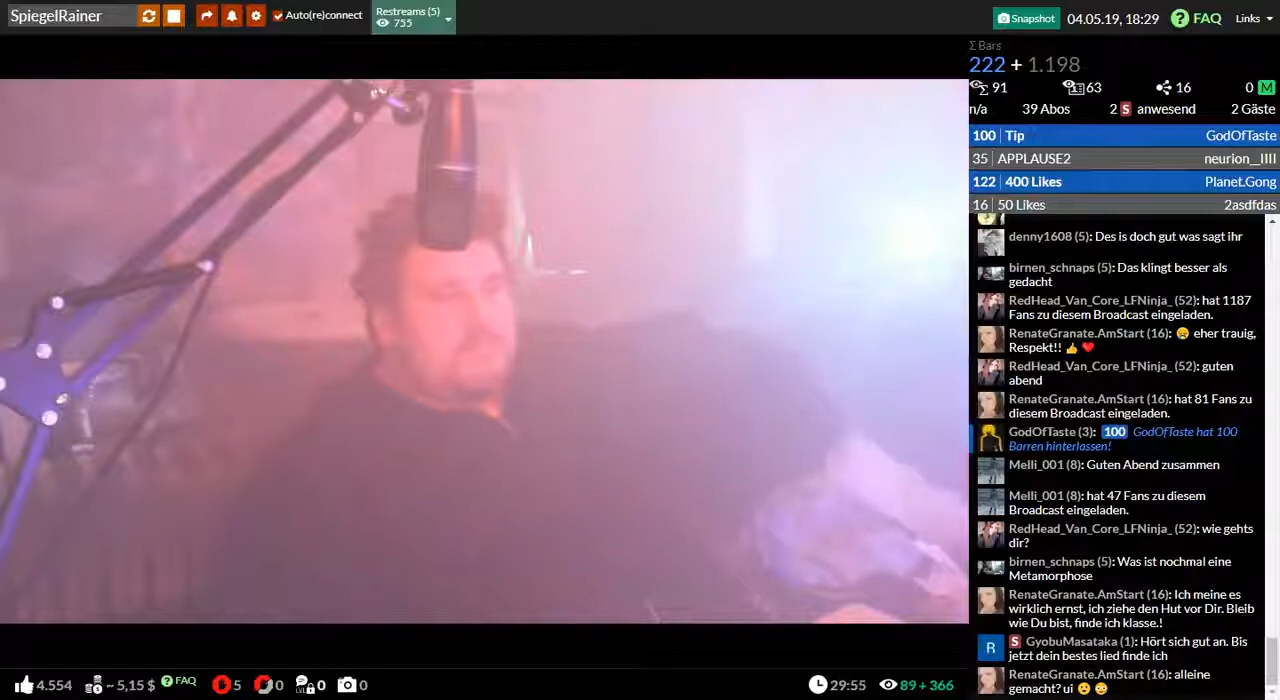 SpiegelRainer
Auto(re)connect
Restreams (5)
755
Snapshot
04.05.19, 18:29
FAQ
Links
Σ Bars
222 + 1.198
91
63
16
0 M
n/a
39 Abos
2 S anwesend
2 Gäste
100 | Tip GodOfTaste
35 | APPLAUSE2 neurion__IIII
122 | 400 Likes Planet.Gong
16 | 50 Likes 2asdfdas
denny1608 (5): Des is doch gut was sagt ihr
birnen_schnaps (5): Das klingt besser als
gedacht
RedHead_Van_Core_LFNinja_ (52): hat 1187
Fans zu diesem Broadcast eingeladen.
RenateGranate.AmStart (16): 😣 eher trauig,
Respekt!! 👍 ❤️
RedHead_Van_Core_LFNinja_ (52): guten
abend
RenateGranate.AmStart (16): hat 81 Fans zu
diesem Broadcast eingeladen.
GodOfTaste (3): 100 GodOfTaste hat 100
Barren hinterlassen!
Melli_001 (8): Guten Abend zusammen
Melli_001 (8): hat 47 Fans zu diesem
Broadcast eingeladen.
RedHead_Van_Core_LFNinja_ (52): wie gehts
dir?
birnen_schnaps (5): Was ist nochmal eine
Metamorphose
RenateGranate.AmStart (16): Ich meine es
wirklich ernst, ich ziehe den Hut vor Dir. Bleib
wie Du bist, finde ich klasse.!
R
S GyobuMasataka (1): Hört sich gut an. Bis
jetzt dein bestes lied finde ich
RenateGranate.AmStart (16): alleine
gemacht? ui 😮 😳
4.554
~ 5,15 $
FAQ
5
0
LVL
0
0
29:55
89 + 366